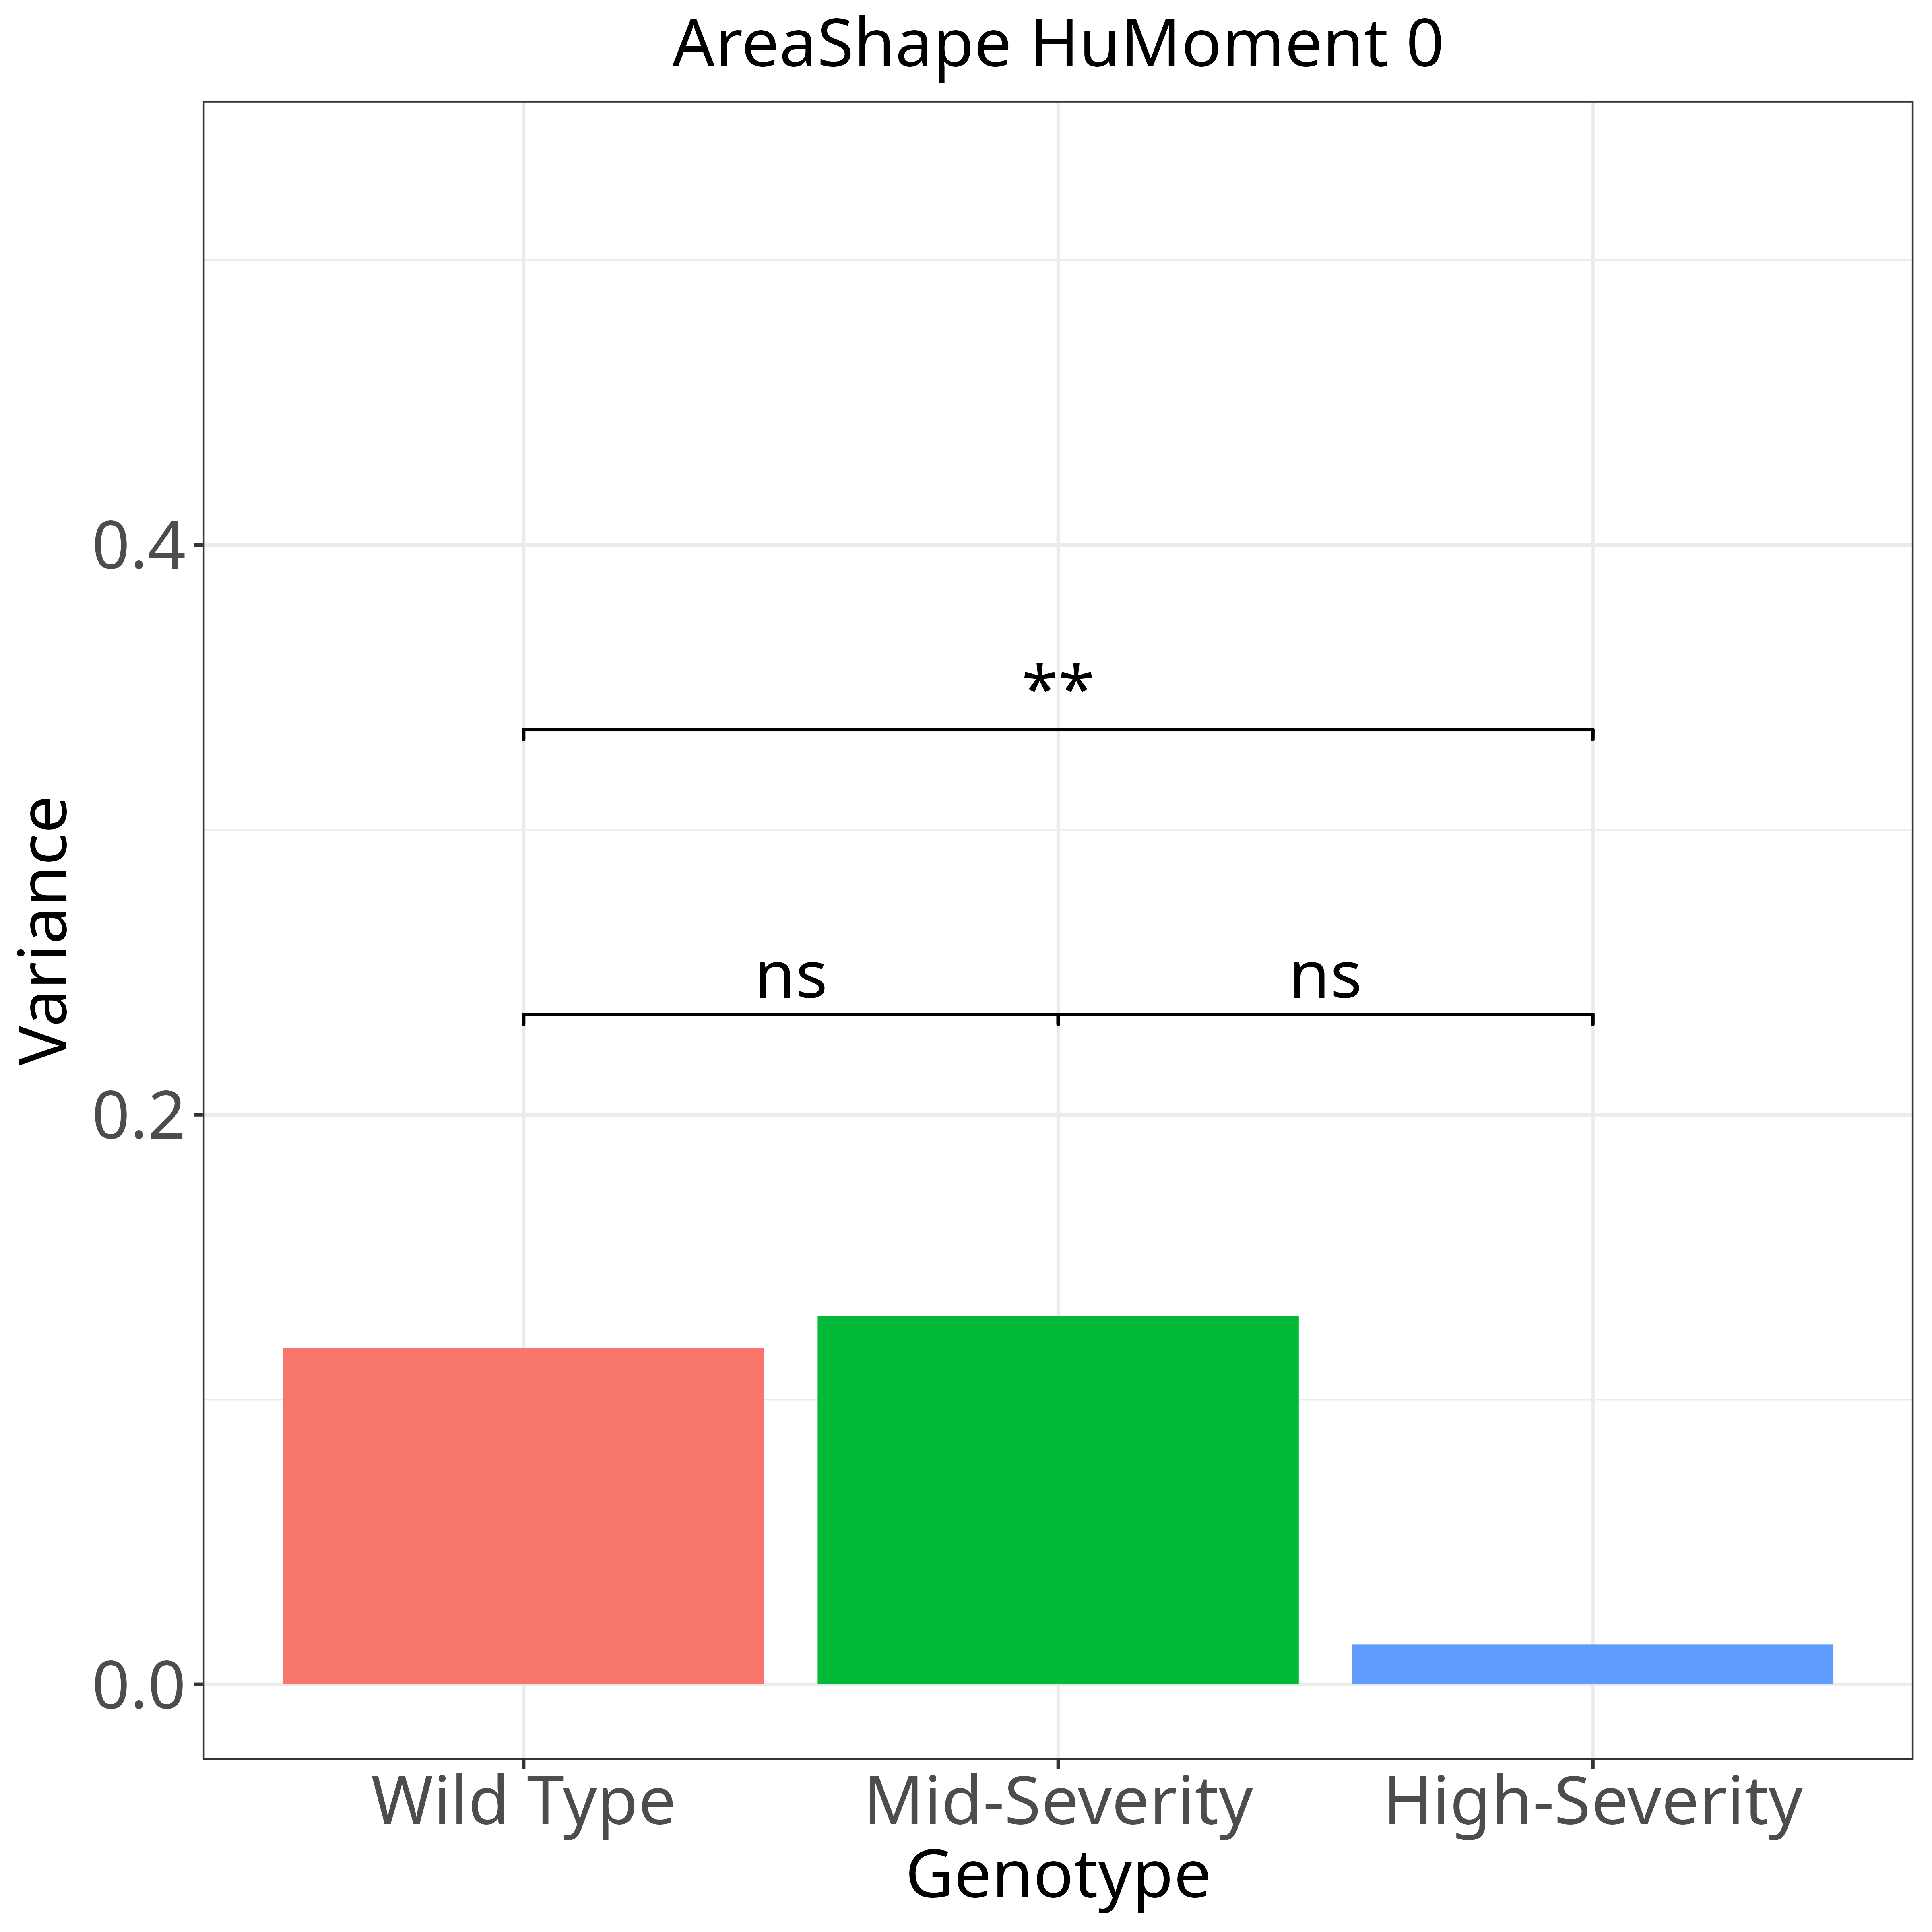 AreaShape HuMoment 0
Variance
0.4
0.2
0.0
**
ns ns
Wild Type Mid-Severity High-Severity
Genotype